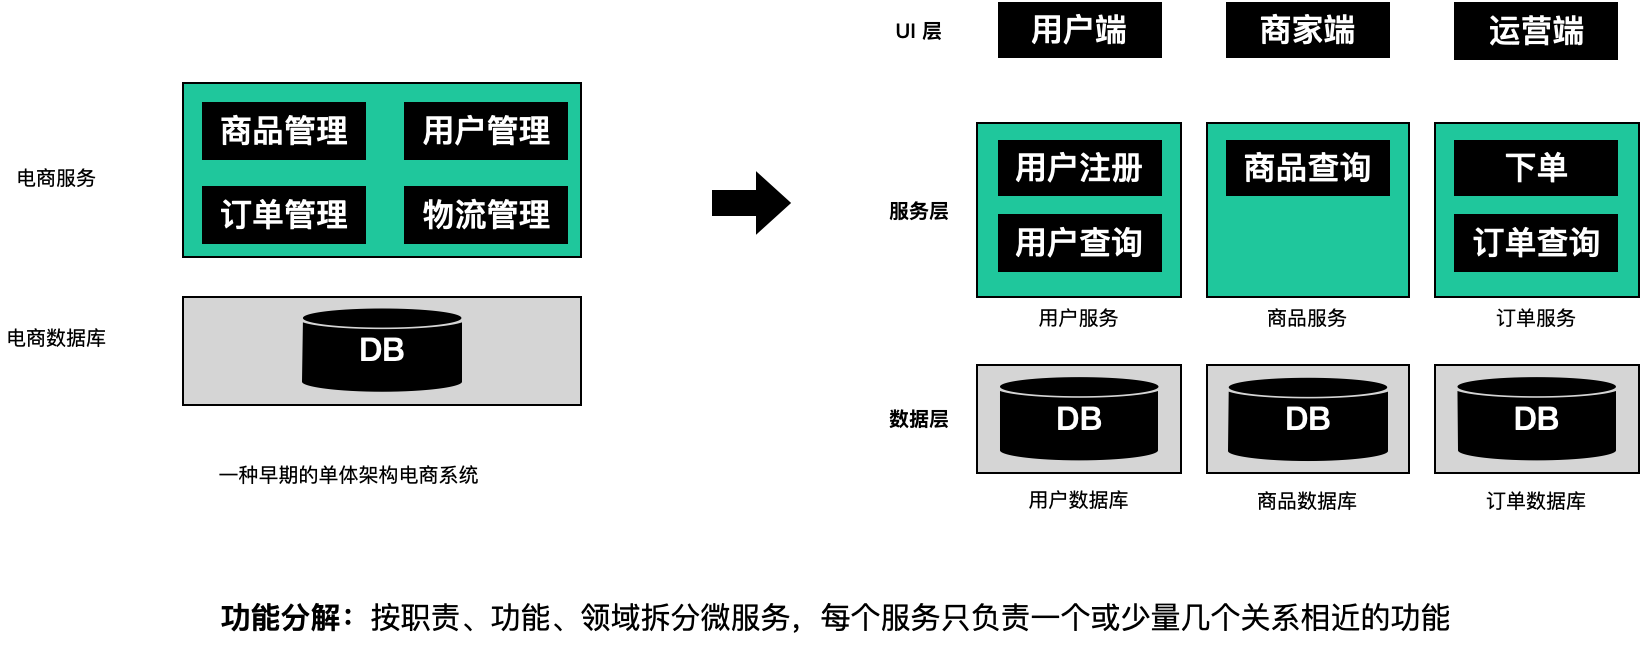 电商服务
商品管理
用户管理
订单管理
物流管理
电商数据库
DB
一种早期的单体架构电商系统
UI 层
用户端
商家端
运营端
服务层
用户注册
用户查询
用户服务
商品查询
商品服务
下单
订单查询
订单服务
数据层
DB
用户数据库
DB
商品数据库
DB
订单数据库
功能分解：按职责、功能、领域拆分微服务，每个服务只负责一个或少量几个关系相近的功能